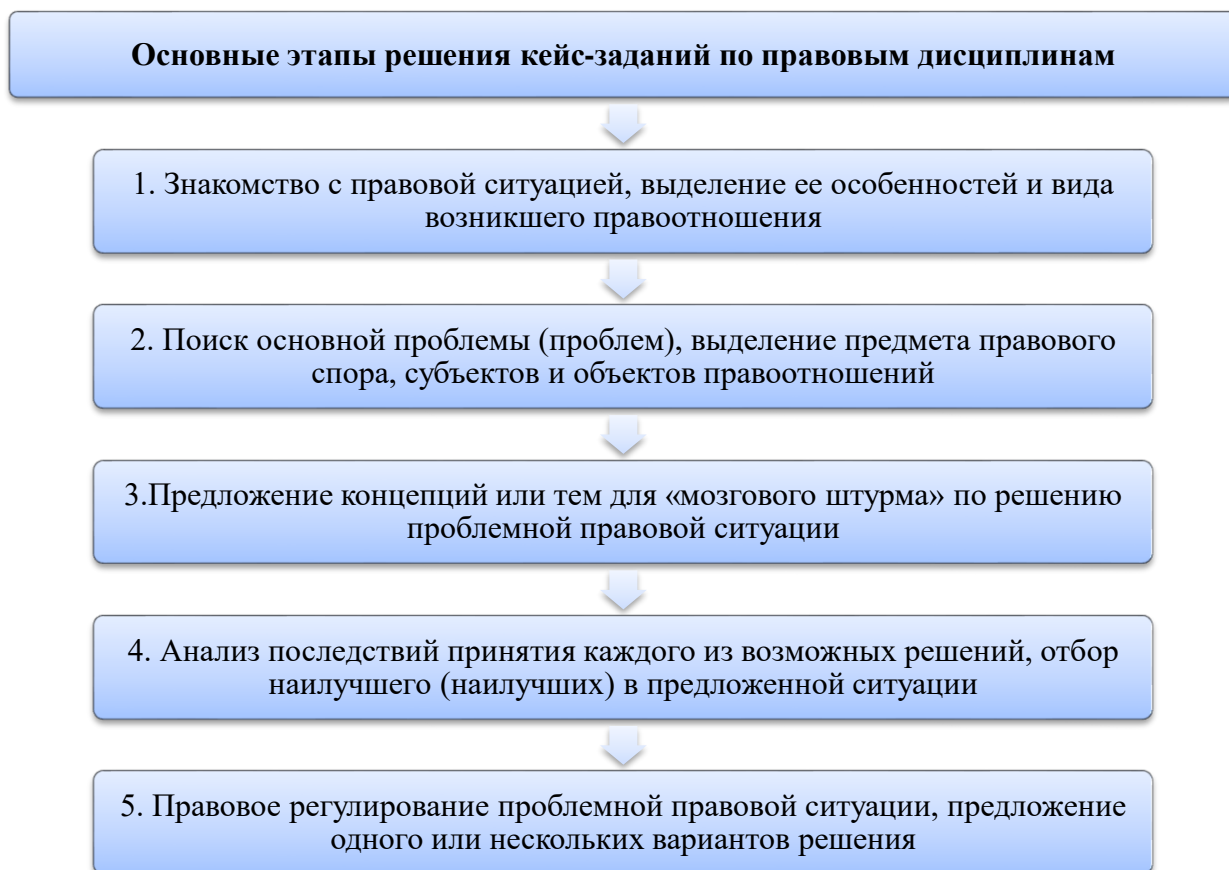 Основные этапы решения кейс-заданий по правовым дисциплинам
1. Знакомство с правовой ситуацией, выделение ее особенностей и вида
возникшего правоотношения
2. Поиск основной проблемы (проблем), выделение предмета правового
спора, субъектов и объектов правоотношений
3.Предложение концепций или тем для «мозгового штурма» по решению
проблемной правовой ситуации
4. Анализ последствий принятия каждого из возможных решений, отбор
наилучшего (наилучших) в предложенной ситуации
5. Правовое регулирование проблемной правовой ситуации, предложение
одного или нескольких вариантов решения